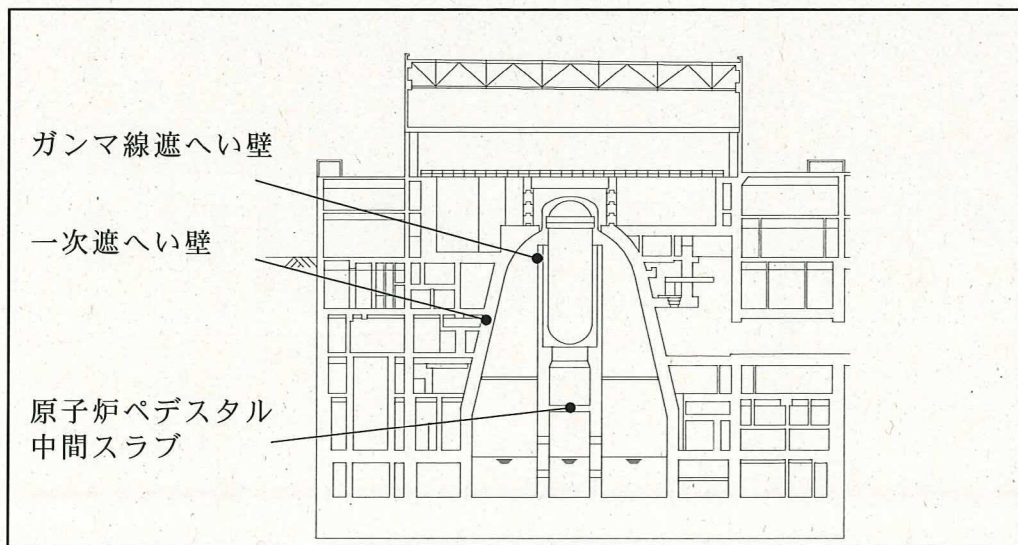 ガンマ線遮へい壁
一次遮へい壁
原子炉ペデスタル
中間スラブ